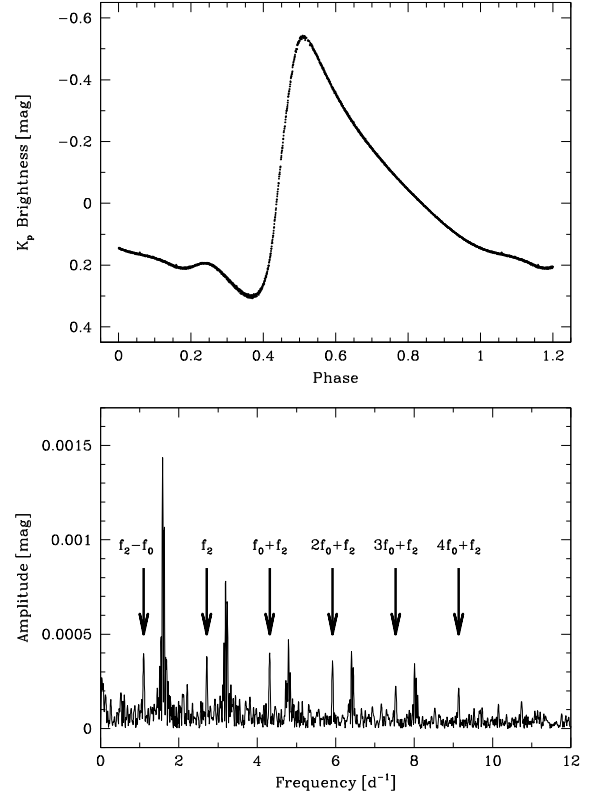 −0.6
−0.4
−0.2
0
0.2
0.4
K_p Brightness [mag]
0 0.2 0.4 0.6 0.8 1 1.2
Phase
0.0015
0.001
0.0005
0
Amplitude [mag]
f₂−f₀ f₂ f₀+f₂ 2f₀+f₂ 3f₀+f₂ 4f₀+f₂
0 2 4 6 8 10 12
Frequency [d⁻¹]